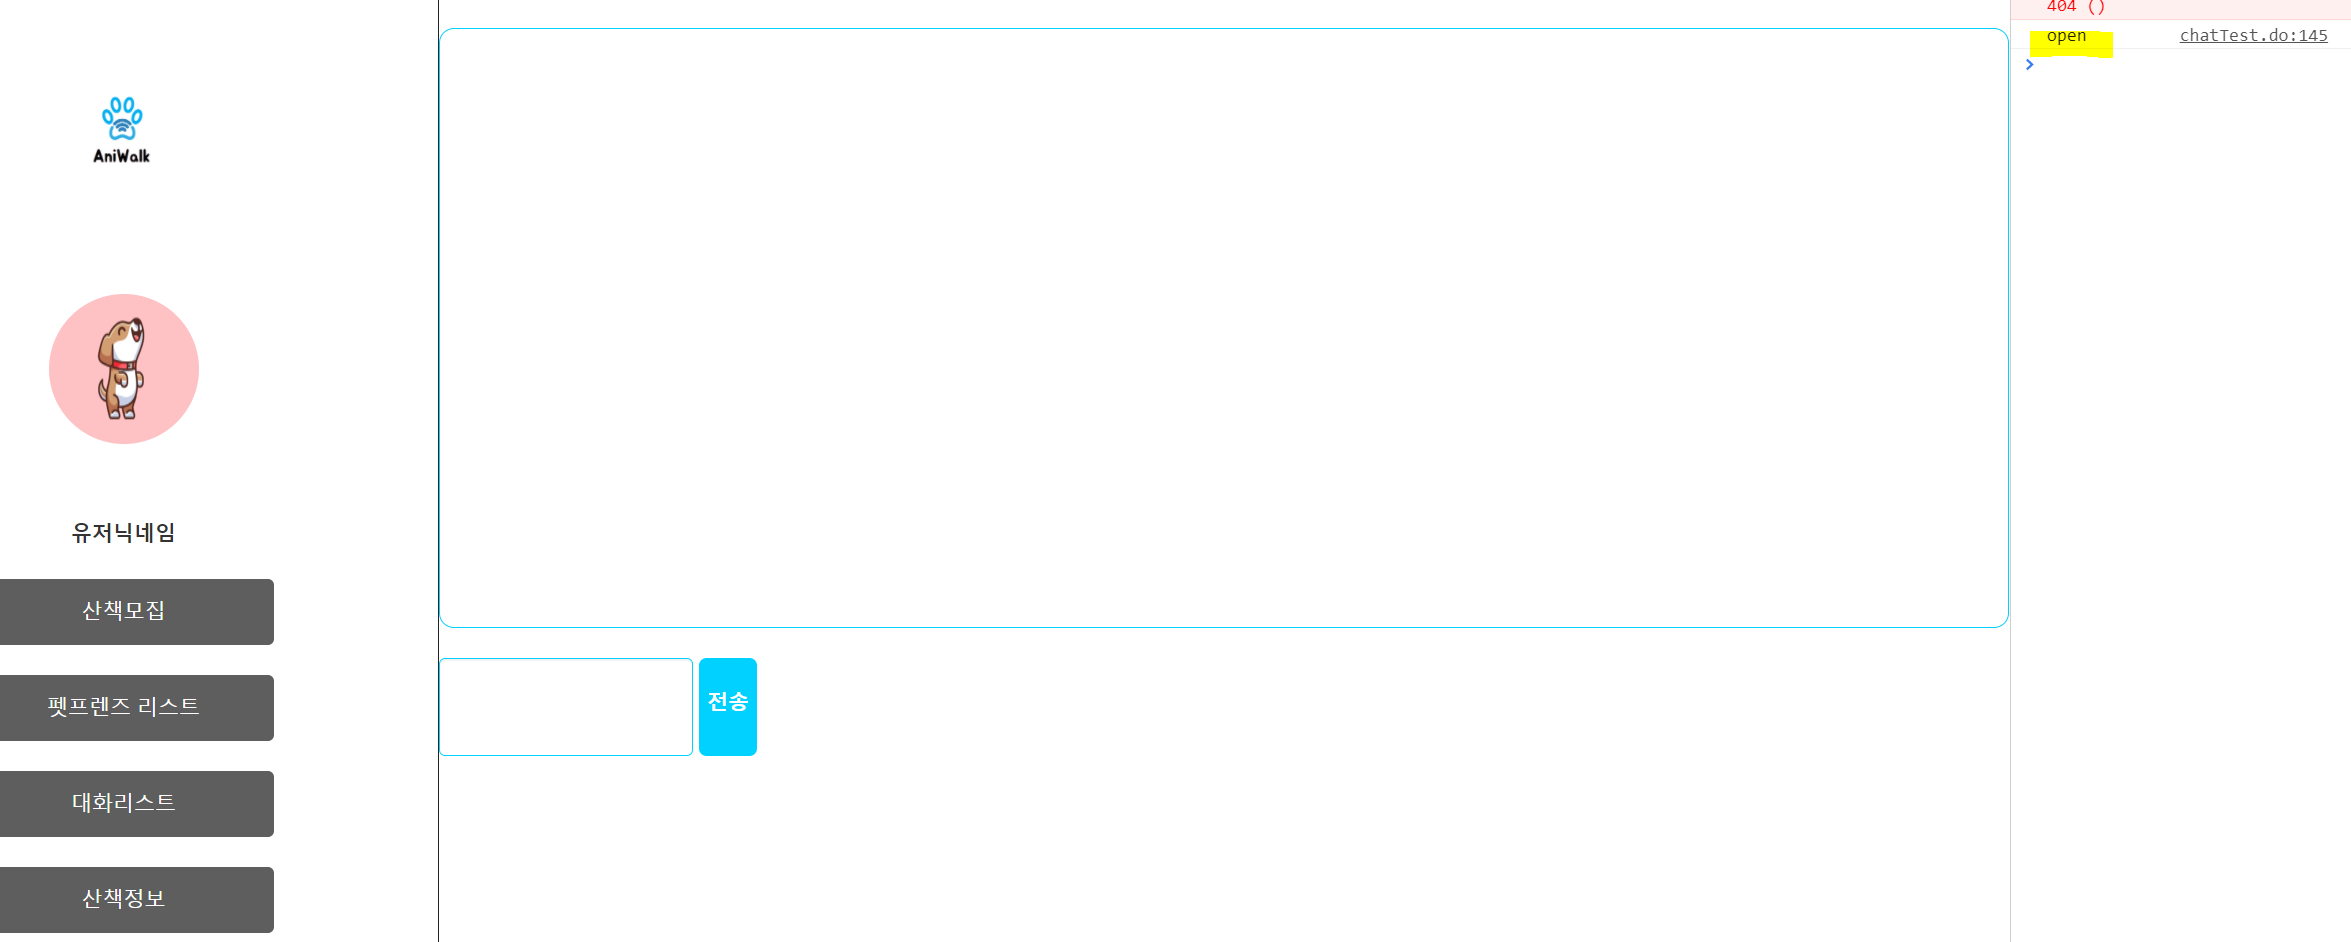 404 ()
open chatTest.do:145
AniWalk
유저닉네임
산책모집
펫프렌즈 리스트
대화리스트
산책정보
전송